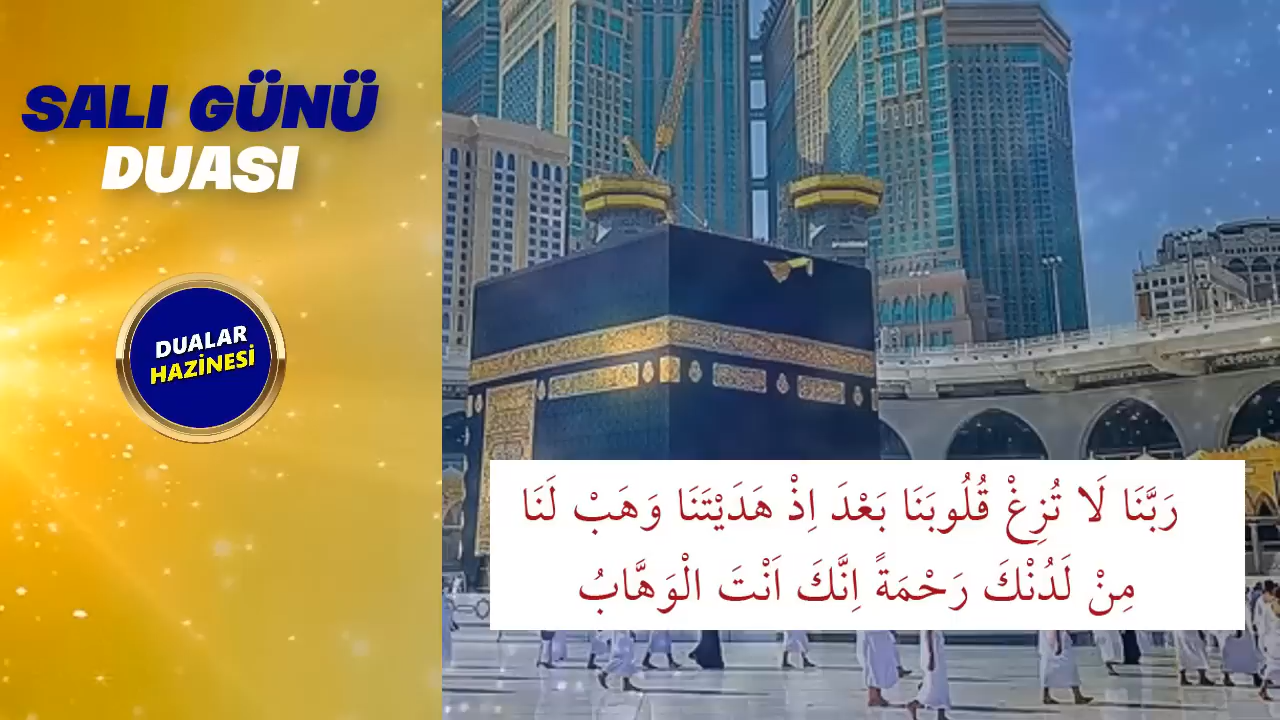 SALI GÜNÜ
DUASI
DUALAR
HAZİNESİ
رَبَّنَا لَا تُزِغْ قُلُوبَنَا بَعْدَ اِذْ هَدَيْتَنَا وَهَبْ لَنَا
مِنْ لَدُنْكَ رَحْمَةً اِنَّكَ اَنْتَ الْوَهَّابُ